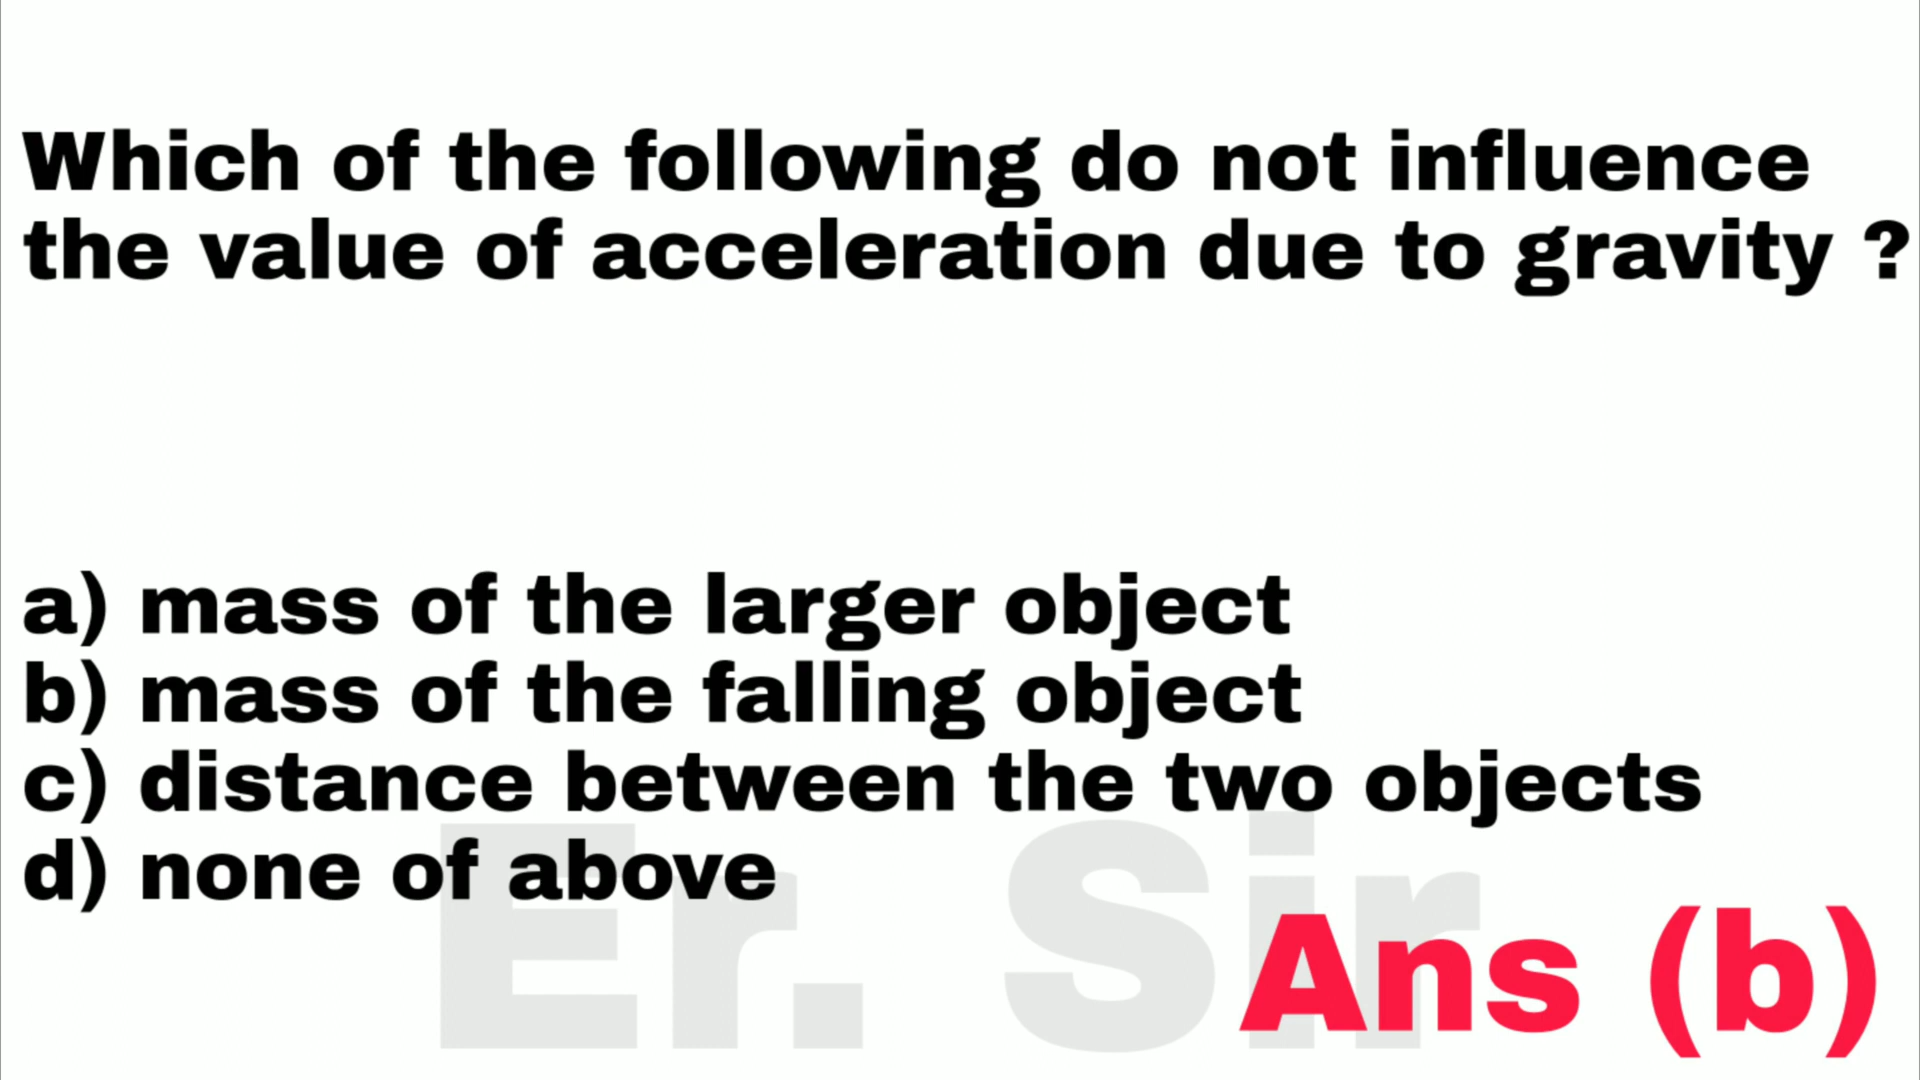 Which of the following do not influence
the value of acceleration due to gravity ?
a) mass of the larger object
b) mass of the falling object
c) distance between the two objects
d) none of above
Er. Sir
Ans (b)